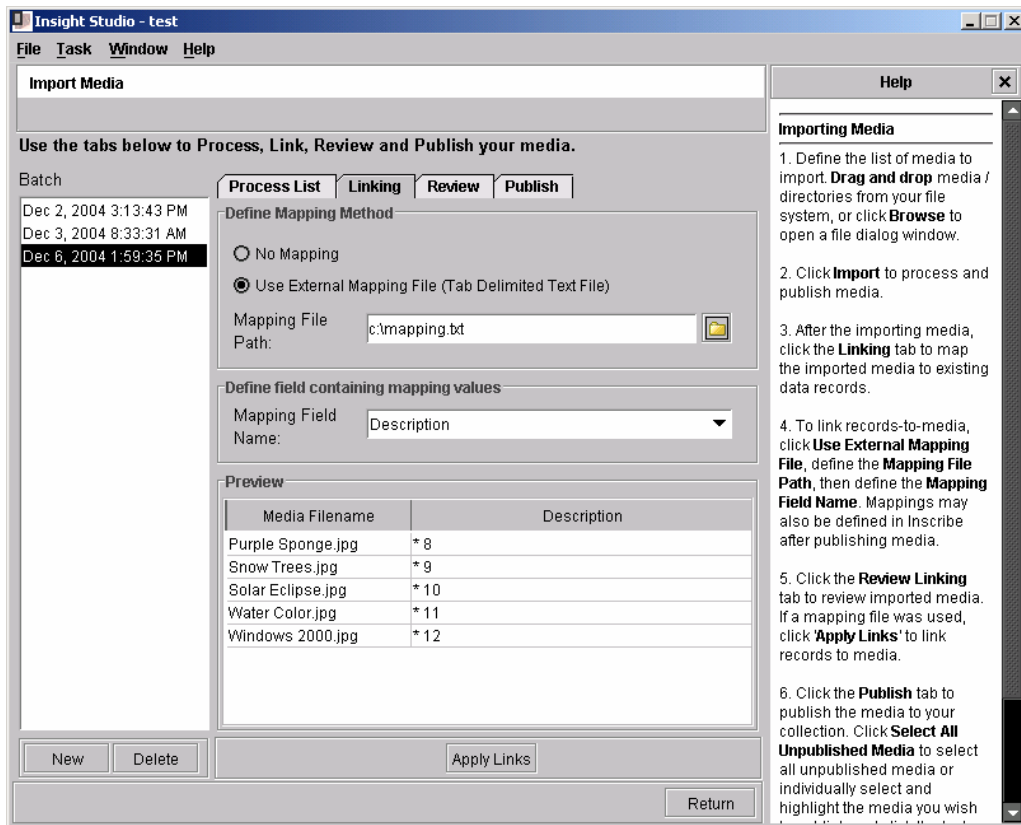 Insight Studio - test
File Task Window Help
Import Media
Use the tabs below to Process, Link, Review and Publish your media.
Batch
Dec 2, 2004 3:13:43 PM
Dec 3, 2004 8:33:31 AM
Dec 6, 2004 1:59:35 PM
New Delete
Process List Linking Review Publish
Define Mapping Method
No Mapping
Use External Mapping File (Tab Delimited Text File)
Mapping File
Path:
c:\mapping.txt
Define field containing mapping values
Mapping Field
Name:
Description
Preview
Media Filename Description
Purple Sponge.jpg * 8
Snow Trees.jpg * 9
Solar Eclipse.jpg * 10
Water Color.jpg * 11
Windows 2000.jpg * 12
Apply Links
Return
Help
Importing Media
1. Define the list of media to
import. Drag and drop media /
directories from your file
system, or click Browse to
open a file dialog window.
2. Click Import to process and
publish media.
3. After the importing media,
click the Linking tab to map
the imported media to existing
data records.
4. To link records-to-media,
click Use External Mapping
File, define the Mapping File
Path, then define the Mapping
Field Name. Mappings may
also be defined in Inscribe
after publishing media.
5. Click the Review Linking
tab to review imported media.
If a mapping file was used,
click 'Apply Links' to link
records to media.
6. Click the Publish tab to
publish the media to your
collection. Click Select All
Unpublished Media to select
all unpublished media or
individually select and
highlight the media you wish